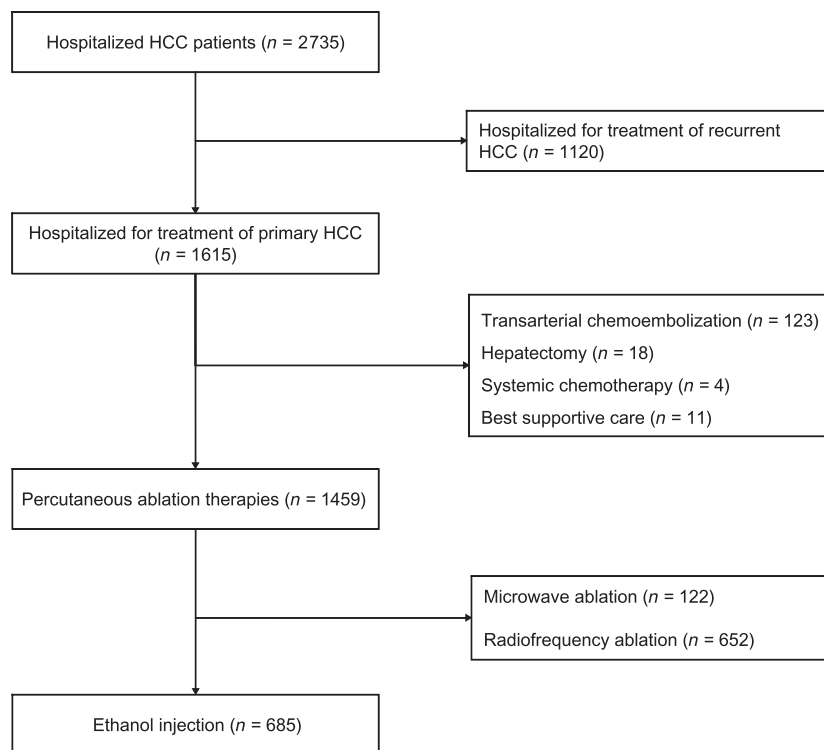 Hospitalized HCC patients (n = 2735)
Hospitalized for treatment of recurrent
HCC (n = 1120)
Hospitalized for treatment of primary HCC
(n = 1615)
Transarterial chemoembolization (n = 123)
Hepatectomy (n = 18)
Systemic chemotherapy (n = 4)
Best supportive care (n = 11)
Percutaneous ablation therapies (n = 1459)
Microwave ablation (n = 122)
Radiofrequency ablation (n = 652)
Ethanol injection (n = 685)